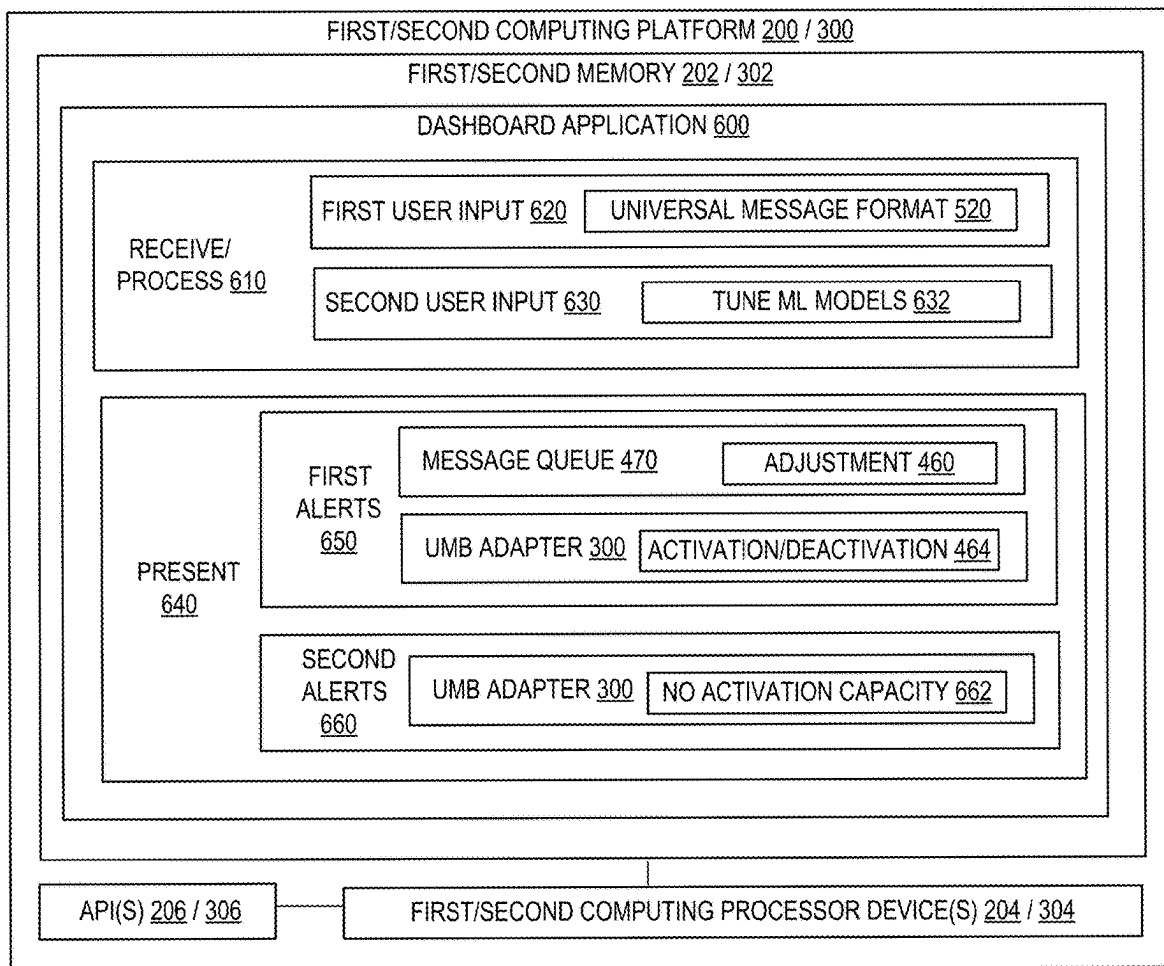 FIRST/SECOND COMPUTING PLATFORM 200 / 300
FIRST/SECOND MEMORY 202 / 302
DASHBOARD APPLICATION 600
RECEIVE/
PROCESS 610
FIRST USER INPUT 620
UNIVERSAL MESSAGE FORMAT 520
SECOND USER INPUT 630
TUNE ML MODELS 632
PRESENT
640
FIRST
ALERTS
650
MESSAGE QUEUE 470
ADJUSTMENT 460
UMB ADAPTER 300
ACTIVATION/DEACTIVATION 464
SECOND
ALERTS
660
UMB ADAPTER 300
NO ACTIVATION CAPACITY 662
API(S) 206 / 306
FIRST/SECOND COMPUTING PROCESSOR DEVICE(S) 204 / 304